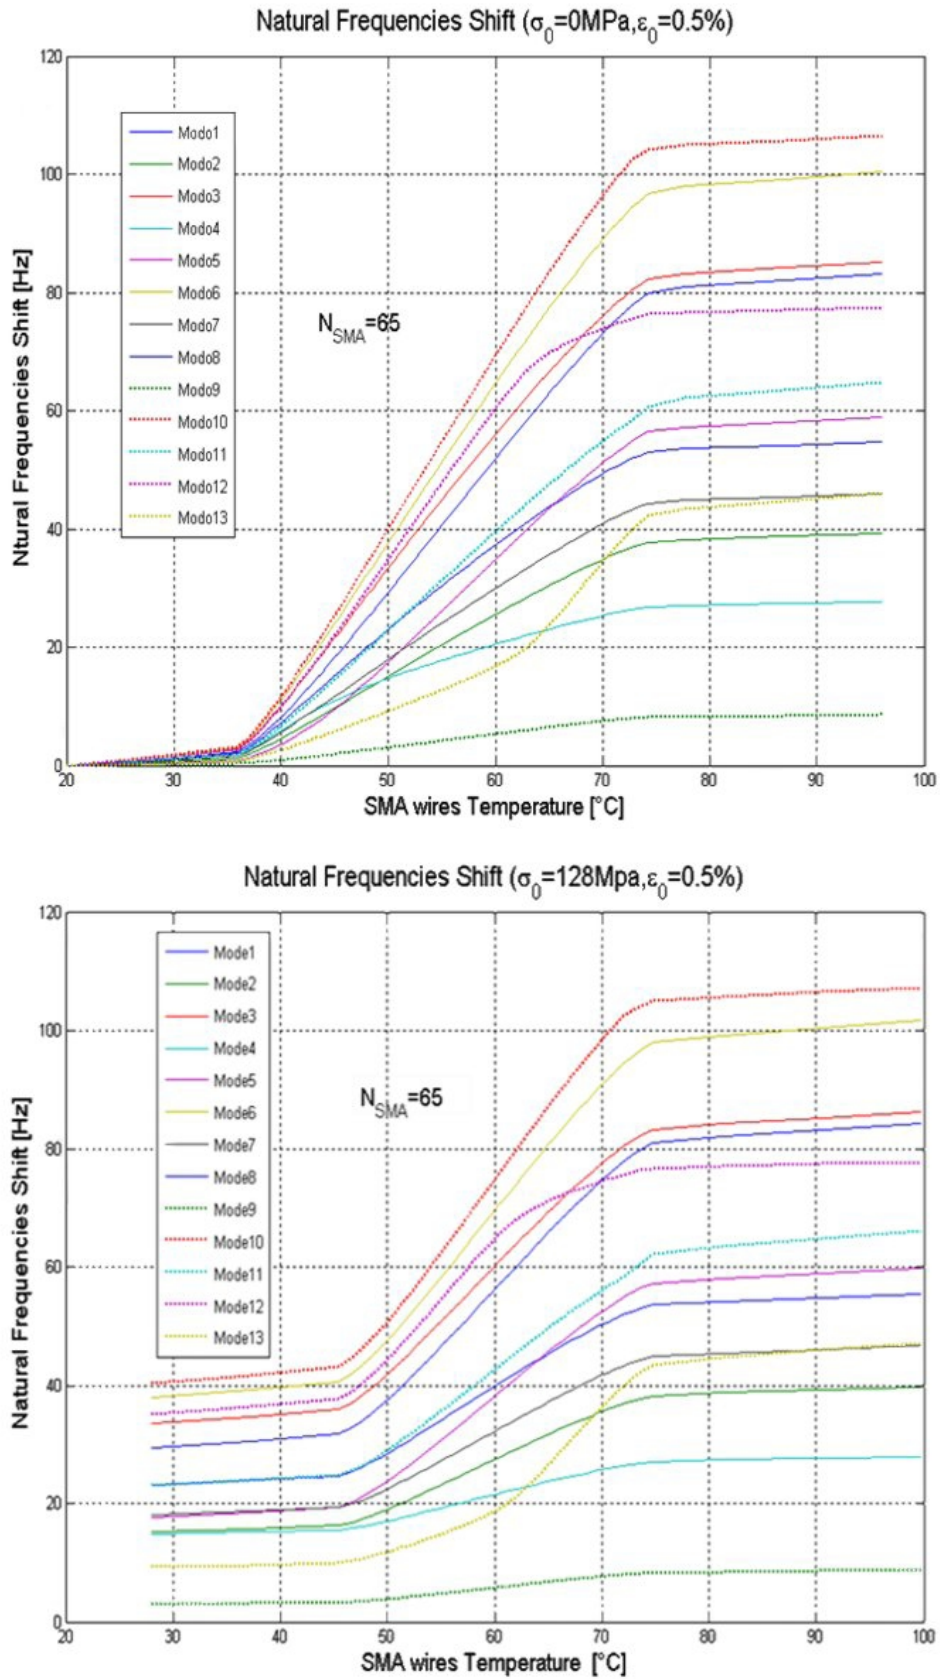 Natural Frequencies Shift (σ0=0MPa,ε0=0.5%)
120
100
80
60
40
20
0
Ntural Frequencies Shift [Hz]
Modo1
Modo2
Modo3
Modo4
Modo5
Modo6
Modo7
Modo8
Modo9
Modo10
Modo11
Modo12
Modo13
NSMA=65
20 30 40 50 60 70 80 90 100
SMA wires Temperature [°C]
Natural Frequencies Shift (σ0=128Mpa,ε0=0.5%)
120
100
80
60
40
20
0
Natural Frequencies Shift [Hz]
Mode1
Mode2
Mode3
Mode4
Mode5
Mode6
Mode7
Mode8
Mode9
Mode10
Mode11
Mode12
Mode13
NSMA=65
20 30 40 50 60 70 80 90 100
SMA wires Temperature [°C]